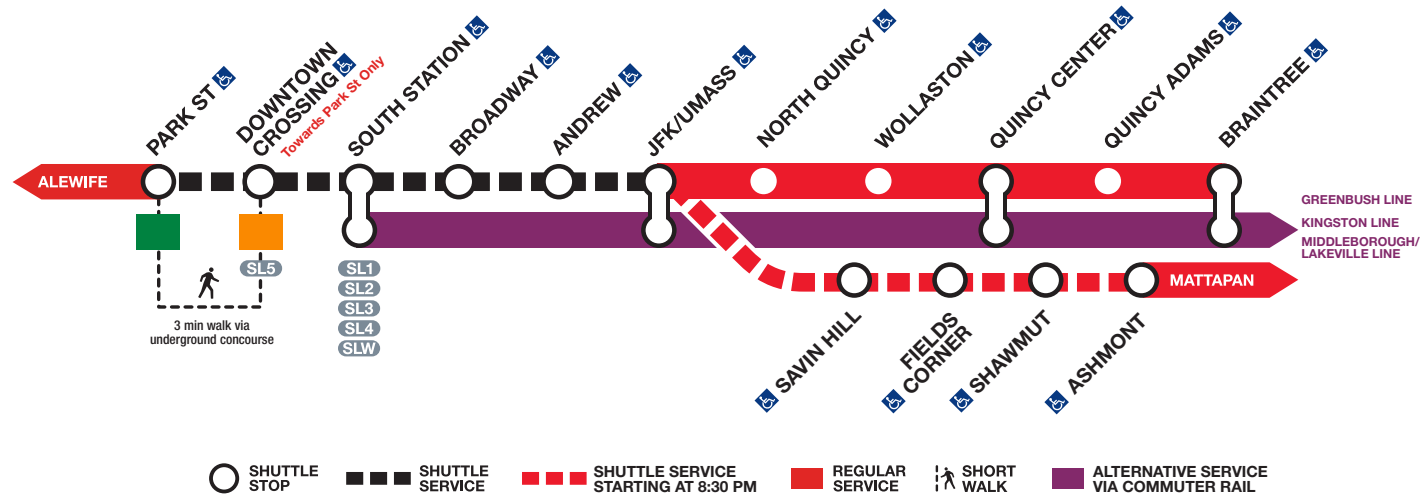 PARK ST
DOWNTOWN
CROSSING
Towards Park St Only
SOUTH STATION
BROADWAY
ANDREW
JFK/UMASS
NORTH QUINCY
WOLLASTON
QUINCY CENTER
QUINCY ADAMS
BRAINTREE
ALEWIFE
GREENBUSH LINE
KINGSTON LINE
MIDDLEBOROUGH/
LAKEVILLE LINE
SL5
SL1
SL2
SL3
SL4
SLW
MATTAPAN
3 min walk via
underground concourse
SAVIN HILL
FIELDS
CORNER
SHAWMUT
ASHMONT
SHUTTLE
STOP
SHUTTLE
SERVICE
SHUTTLE SERVICE
STARTING AT 8:30 PM
REGULAR
SERVICE
SHORT
WALK
ALTERNATIVE SERVICE
VIA COMMUTER RAIL